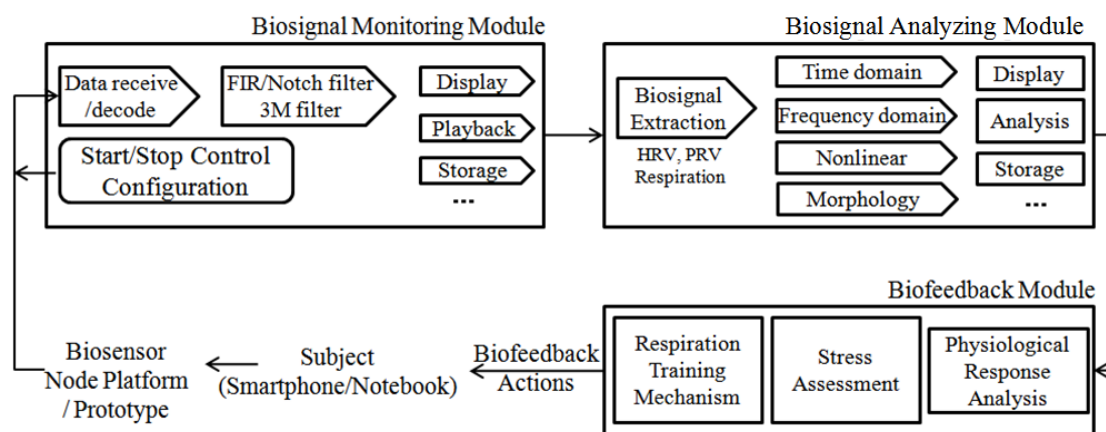 Biosignal Monitoring Module
Data receive
/decode
FIR/Notch filter
3M filter
Display
Playback
Storage
...
Start/Stop Control
Configuration
Biosignal Analyzing Module
Biosignal
Extraction
HRV, PRV
Respiration
Time domain
Frequency domain
Nonlinear
Morphology
Display
Analysis
Storage
...
Biofeedback Module
Respiration
Training
Mechanism
Stress
Assessment
Physiological
Response
Analysis
Biofeedback
Actions
Subject
(Smartphone/Notebook)
Biosensor
Node Platform
/ Prototype